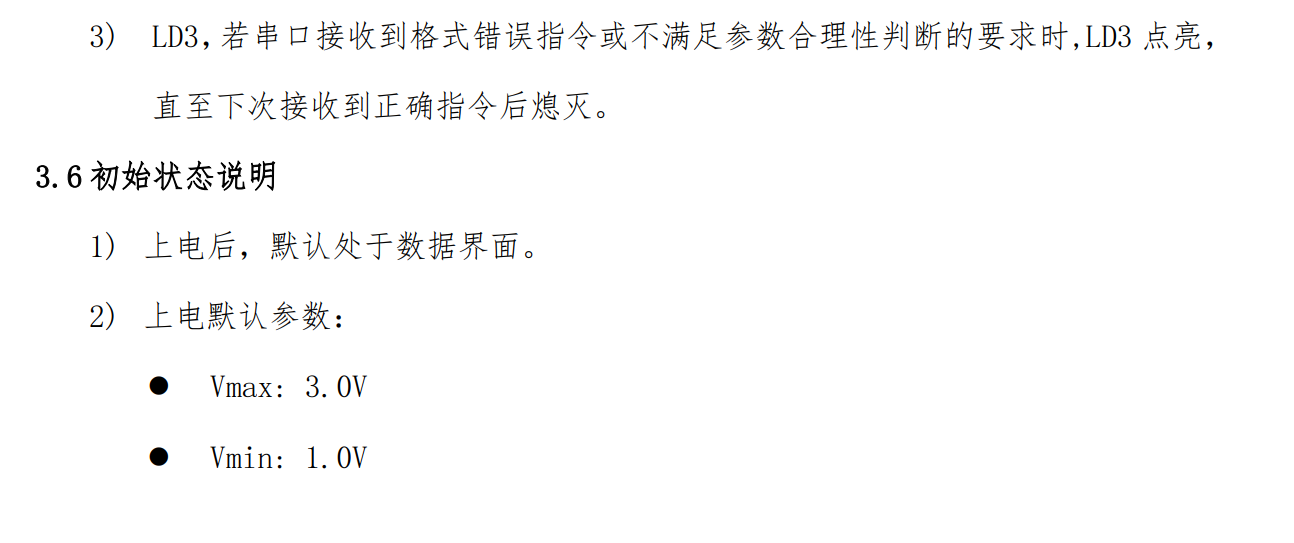 3) LD3,若串口接收到格式错误指令或不满足参数合理性判断的要求时,LD3 点亮,
直至下次接收到正确指令后熄灭。
3.6 初始状态说明
1) 上电后，默认处于数据界面。
2) 上电默认参数：
● Vmax: 3.0V
● Vmin: 1.0V